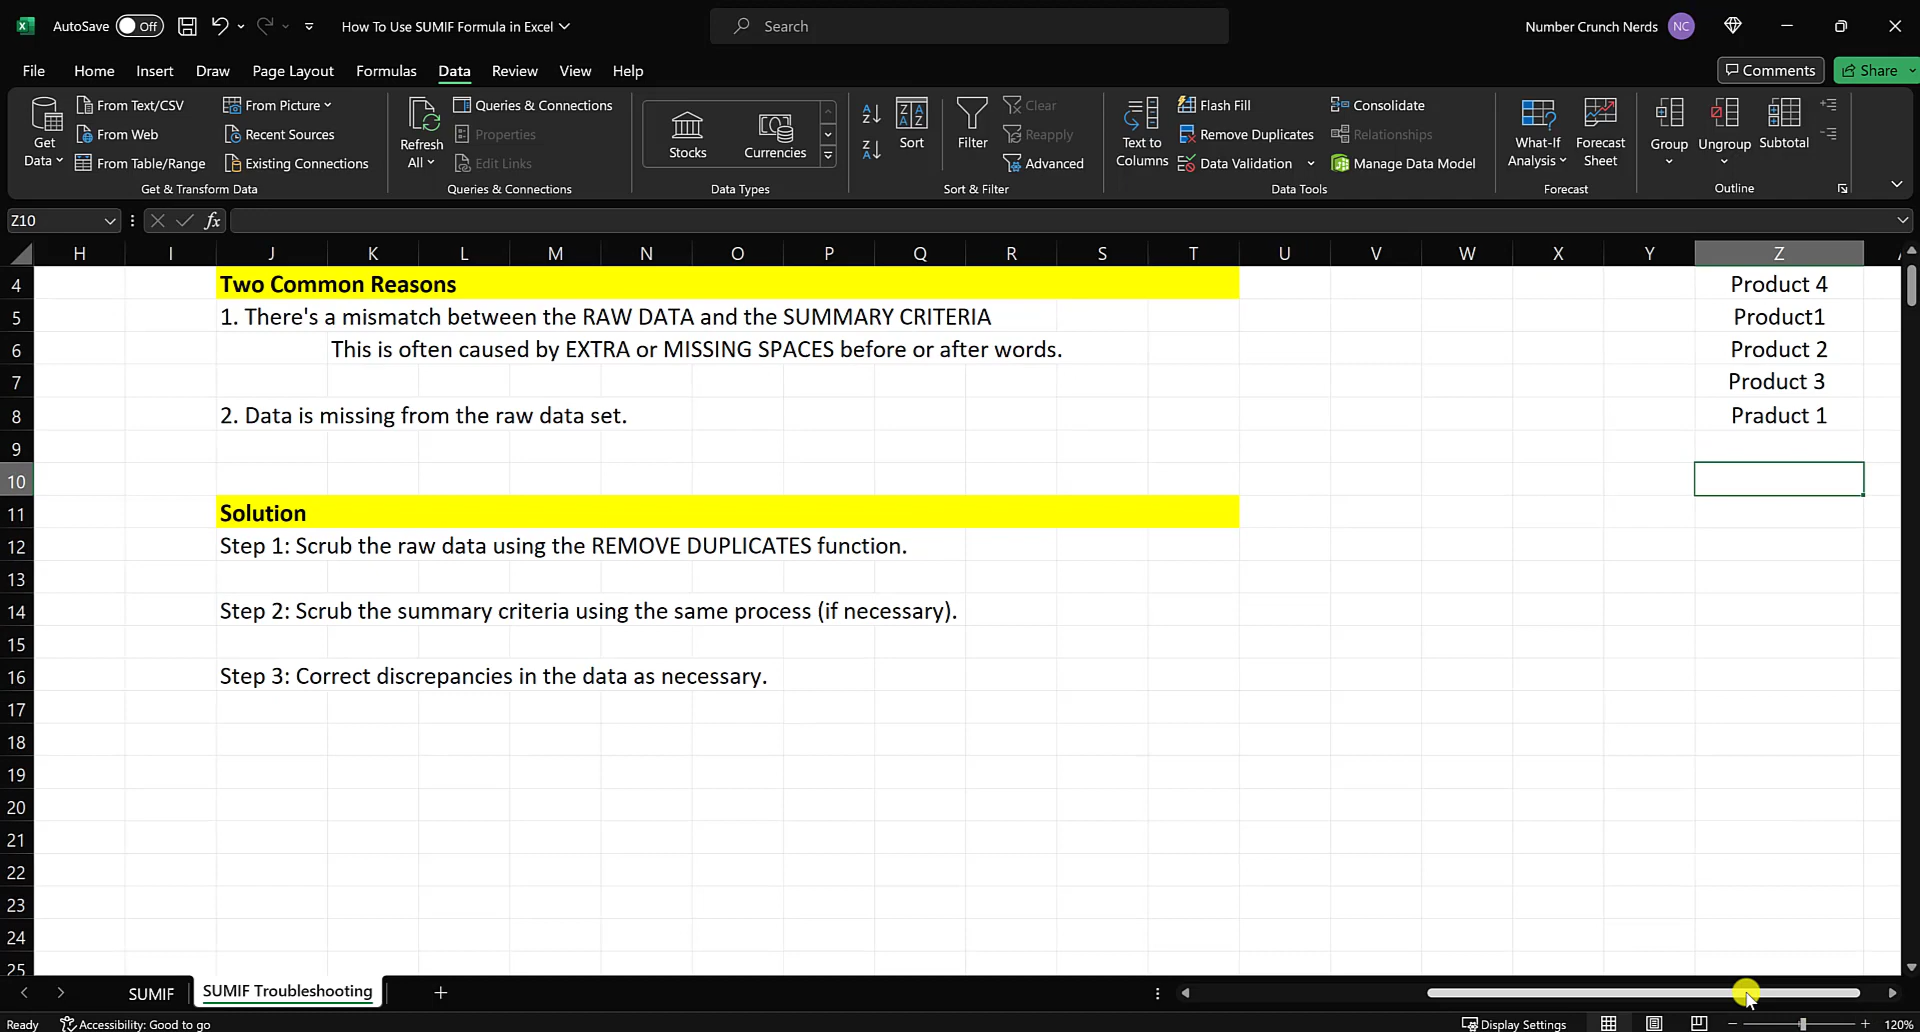 AutoSave Off How To Use SUMIF Formula in Excel Search Number Crunch Nerds NC
File Home Insert Draw Page Layout Formulas Data Review View Help Comments Share
Get Data From Text/CSV From Web From Table/Range From Picture Recent Sources Existing Connections
Get & Transform Data
Refresh All Queries & Connections Properties Edit Links
Queries & Connections
Stocks Currencies
Data Types
Sort Filter Clear Reapply Advanced
Sort & Filter
Text to Columns Flash Fill Remove Duplicates Data Validation Consolidate Relationships Manage Data Model
Data Tools
What-If Analysis Forecast Sheet
Forecast
Group Ungroup Subtotal
Outline
Z10 fx
H I J K L M N O P Q R S T U V W X Y Z
4 Two Common Reasons Product 4
5 1. There's a mismatch between the RAW DATA and the SUMMARY CRITERIA Product1
6 This is often caused by EXTRA or MISSING SPACES before or after words. Product 2
7 Product 3
8 2. Data is missing from the raw data set. Praduct 1
9
10
11 Solution
12 Step 1: Scrub the raw data using the REMOVE DUPLICATES function.
13
14 Step 2: Scrub the summary criteria using the same process (if necessary).
15
16 Step 3: Correct discrepancies in the data as necessary.
17
18
19
20
21
22
23
24
25
SUMIF SUMIF Troubleshooting
Ready Accessibility: Good to go Display Settings 120%